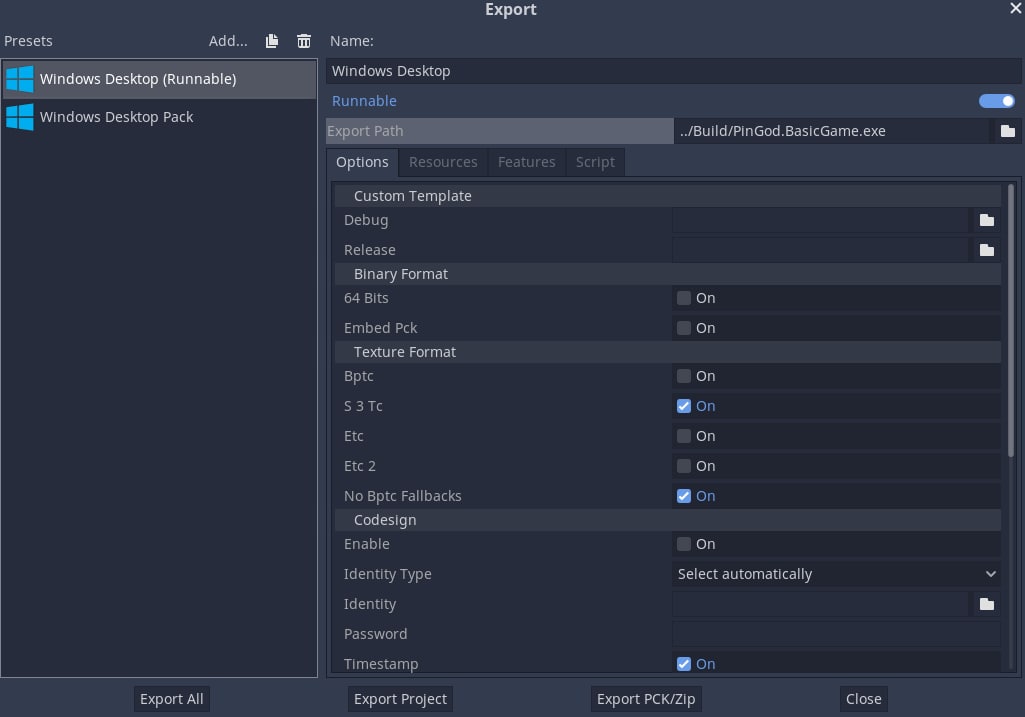 Export
Presets Add... Name:
Windows Desktop (Runnable)
Windows Desktop Pack
Windows Desktop
Runnable
Export Path ../Build/PinGod.BasicGame.exe
Options Resources Features Script
Custom Template
Debug
Release
Binary Format
64 Bits On
Embed Pck On
Texture Format
Bptc On
S 3 Tc On
Etc On
Etc 2 On
No Bptc Fallbacks On
Codesign
Enable On
Identity Type Select automatically
Identity
Password
Timestamp On
Export All Export Project Export PCK/Zip Close